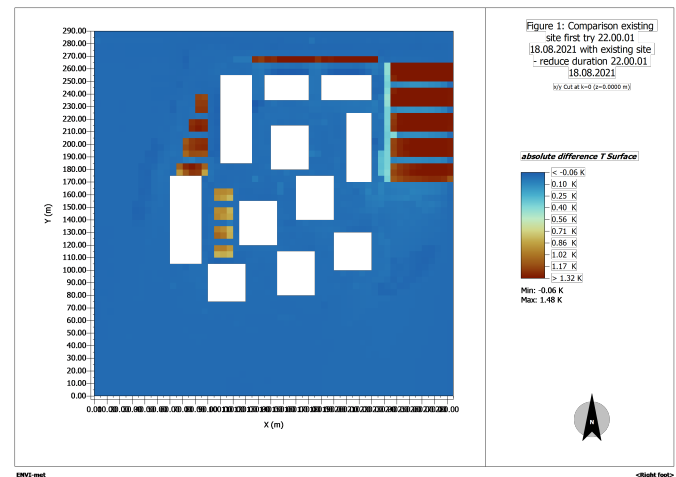 Figure 1: Comparison existing
site first try 22.00.01
18.08.2021 with existing site
- reduce duration 22.00.01
18.08.2021
x/y Cut at k=0 (z=0.0000 m)
absolute difference T Surface
< -0.06 K
0.10 K
0.25 K
0.40 K
0.56 K
0.71 K
0.86 K
1.02 K
1.17 K
> 1.32 K
Min: -0.06 K
Max: 1.48 K
N
290.00
280.00
270.00
260.00
250.00
240.00
230.00
220.00
210.00
200.00
190.00
180.00
170.00
160.00
150.00
140.00
130.00
120.00
110.00
100.00
90.00
80.00
70.00
60.00
50.00
40.00
30.00
20.00
10.00
0.00
Y (m)
X (m)
ENVI-met
<Right foot>